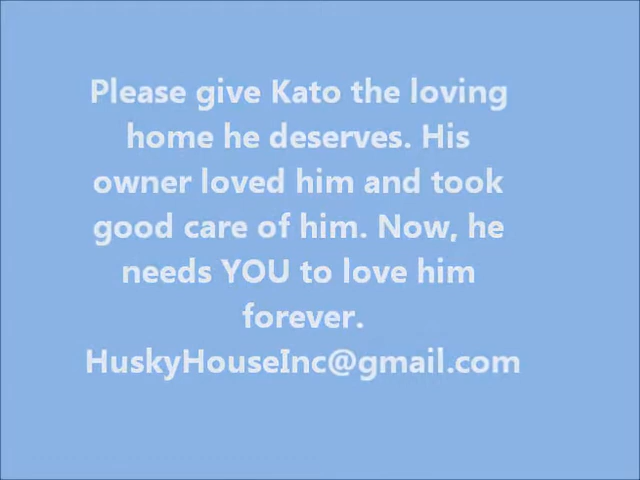 Please give Kato the loving
home he deserves. His
owner loved him and took
good care of him. Now, he
needs YOU to love him
forever.
HuskyHouseInc@gmail.com